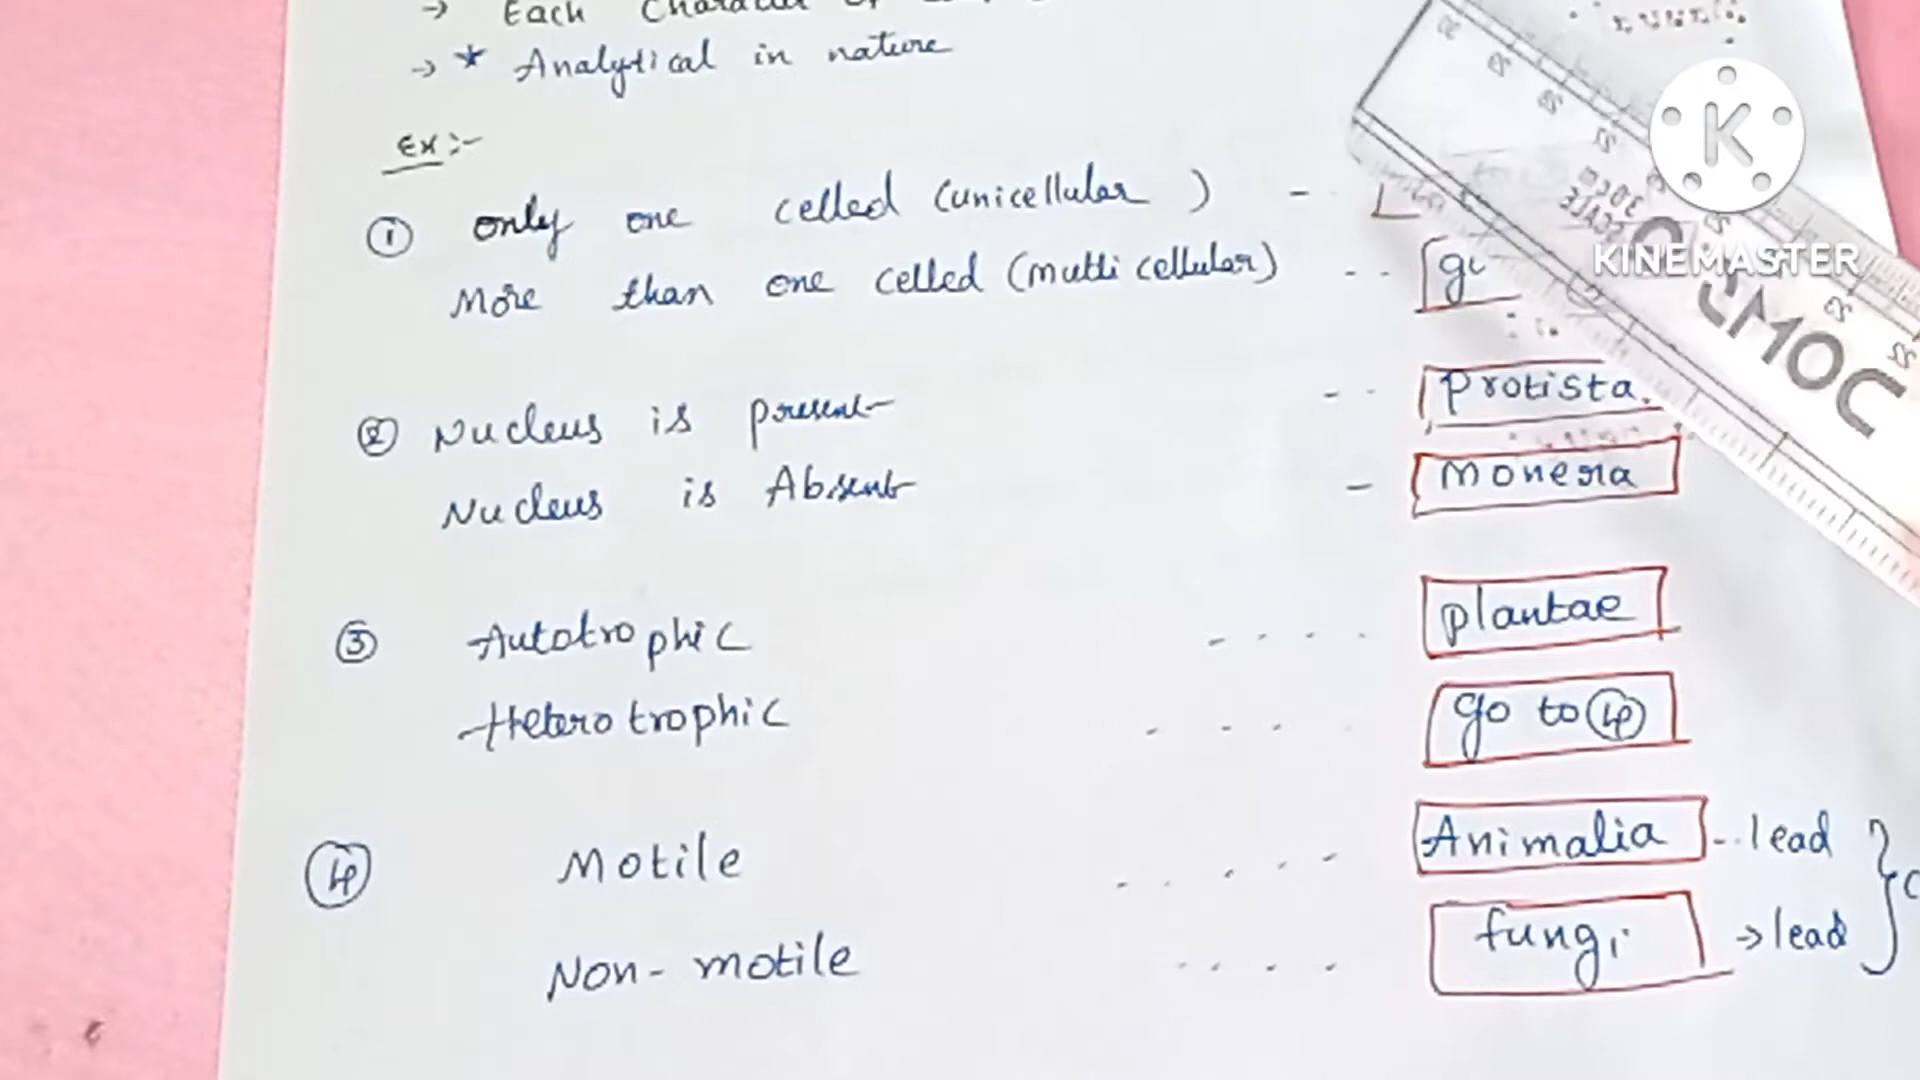 → Each
→ * Analytical in nature
Ex :-
① only one celled (unicellular) -
More than one celled (multi cellular) - -
② Nucleus is present - - Protista
Nucleus is Absent - Monera
③ Autotrophic - - - - plantae
Heterotrophic - - - - go to ④
④ Motile - - - - - Animalia - - lead
Non-motile - - - - fungi → lead
K
KINEMASTER
30cm
SCALE